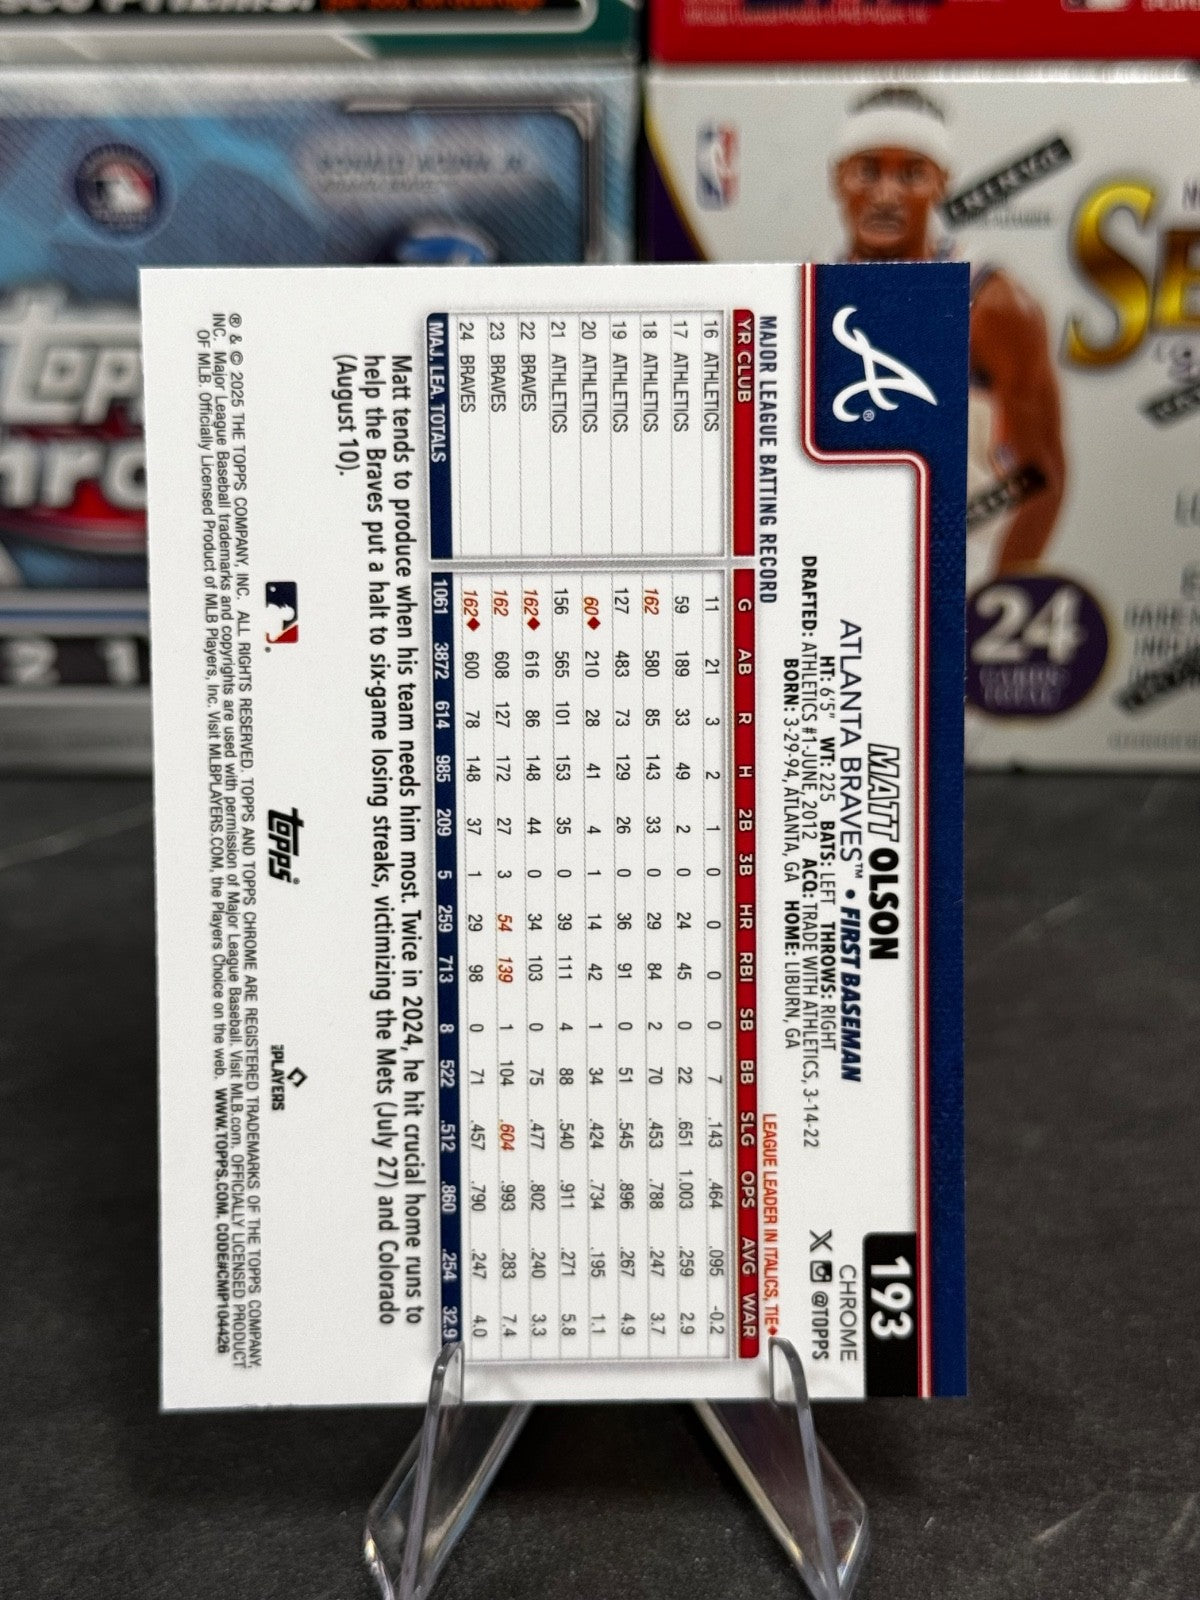 193
CHROME
@TOPPS
MATT OLSON
ATLANTA BRAVES™ • FIRST BASEMAN
HT: 6'5" WT: 225 BATS: LEFT THROWS: RIGHT
DRAFTED: ATHLETICS #1-JUNE, 2012 ACQ: TRADE WITH ATHLETICS, 3-14-22
BORN: 3-29-94, ATLANTA, GA HOME: LIBURN, GA
MAJOR LEAGUE BATTING RECORD LEAGUE LEADER IN ITALICS, TIE♦
YR CLUB G AB R H 2B 3B HR RBI SB BB SLG OPS AVG WAR
16 ATHLETICS 11 21 3 2 1 0 0 0 0 7 .143 .464 .095 -0.2
17 ATHLETICS 59 189 33 49 2 0 24 45 0 22 .651 1.003 .259 2.9
18 ATHLETICS 162 580 85 143 33 0 29 84 2 70 .453 .788 .247 3.7
19 ATHLETICS 127 483 73 129 26 0 36 91 0 51 .545 .896 .267 4.9
20 ATHLETICS 60♦ 210 28 41 4 1 14 42 1 34 .424 .734 .195 1.1
21 ATHLETICS 156 565 101 153 35 0 39 111 4 88 .540 .911 .271 5.8
22 BRAVES 162♦ 616 86 148 44 0 34 103 0 75 .477 .802 .240 3.3
23 BRAVES 162 608 127 172 27 3 54 139 1 104 .604 .993 .283 7.4
24 BRAVES 162♦ 600 78 148 37 1 29 98 0 71 .457 .790 .247 4.0
MAJ. LEA. TOTALS 1061 3872 614 985 209 5 259 713 8 522 .512 .860 .254 32.9
Matt tends to produce when his team needs him most. Twice in 2024, he hit crucial home runs to
help the Braves put a halt to six-game losing streaks, victimizing the Mets (July 27) and Colorado
(August 10).
topps
PLAYERS
® & © 2025 THE TOPPS COMPANY, INC. ALL RIGHTS RESERVED. TOPPS AND TOPPS CHROME ARE REGISTERED TRADEMARKS OF THE TOPPS COMPANY,
INC. Major League Baseball trademarks and copyrights are used with permission of Major League Baseball. Visit MLB.com. OFFICIALLY LICENSED PRODUCT
OF MLB. Officially Licensed Product of MLB Players, Inc. Visit MLBPLAYERS.COM, the Players Choice on the web. WWW.TOPPS.COM. CODE#CMP104426
24
CARDS
TOTAL